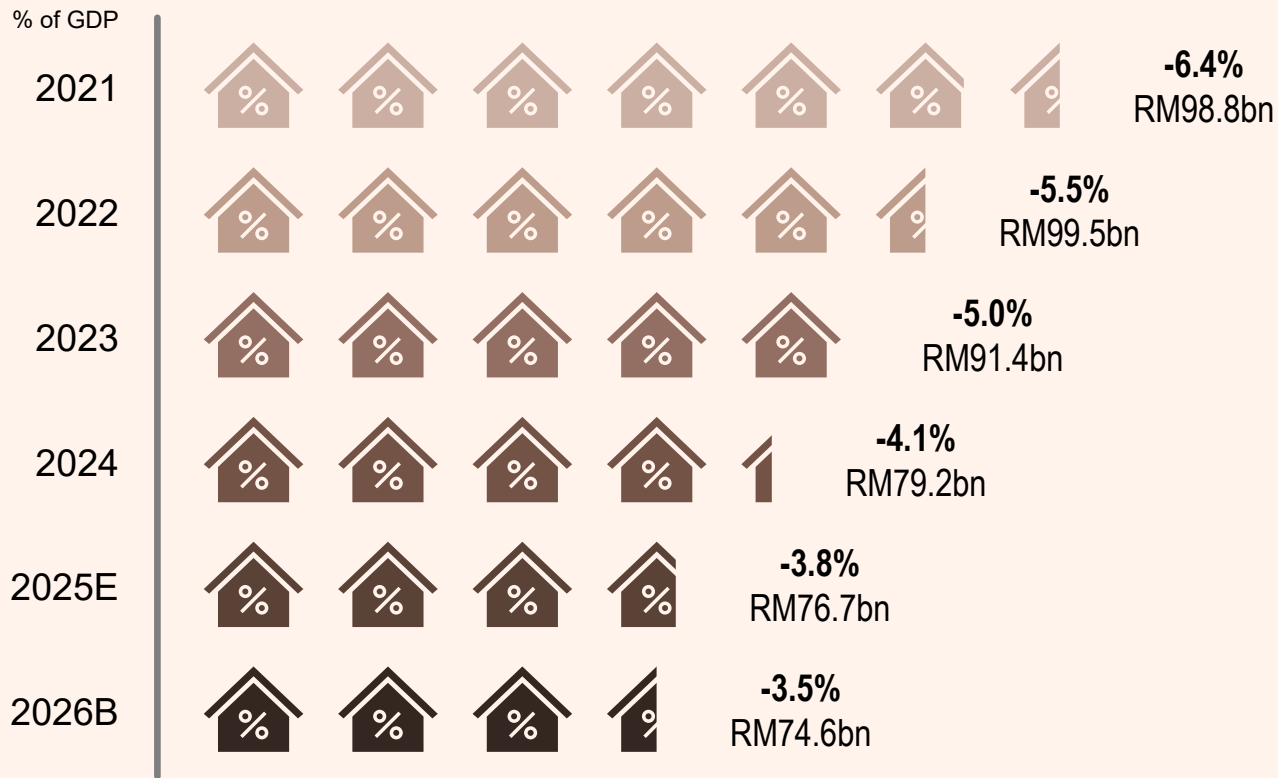 % of GDP
2021
-6.4%
RM98.8bn
2022
-5.5%
RM99.5bn
2023
-5.0%
RM91.4bn
2024
-4.1%
RM79.2bn
2025E
-3.8%
RM76.7bn
2026B
-3.5%
RM74.6bn